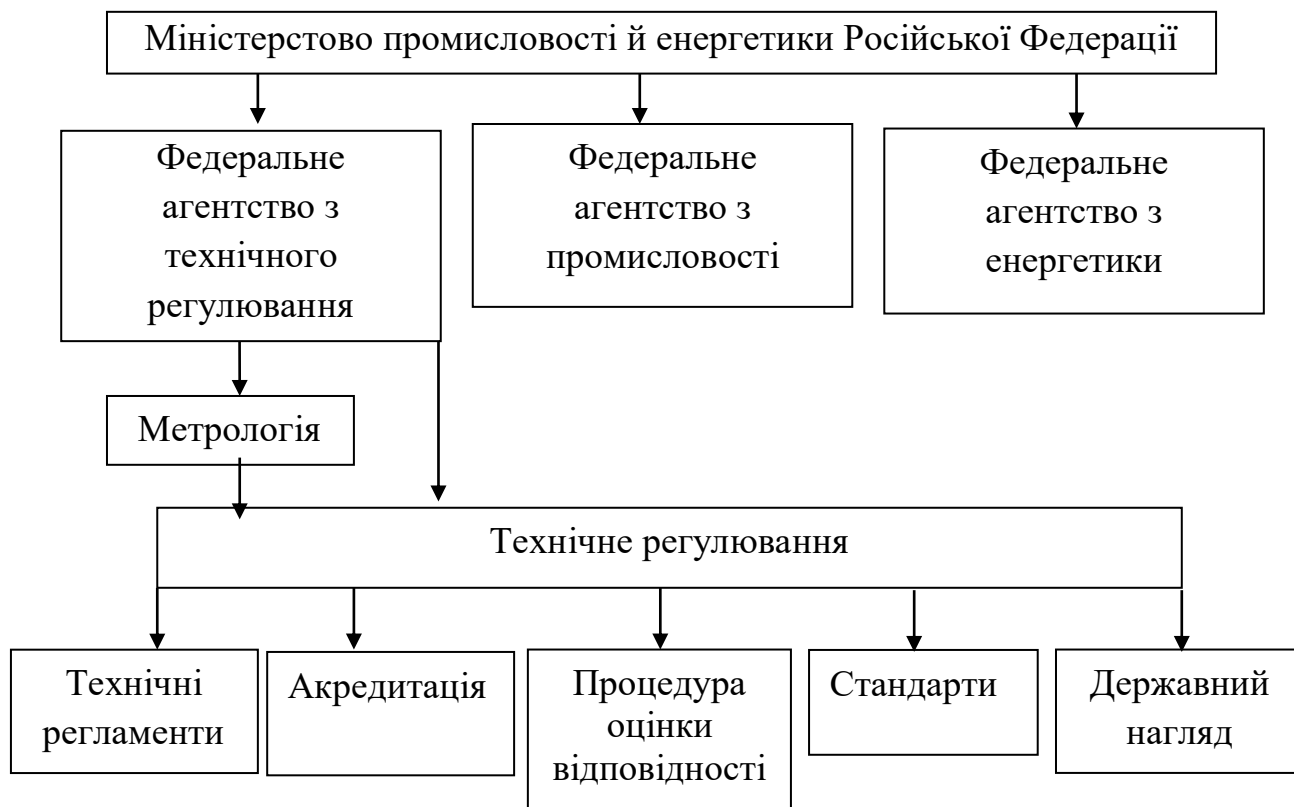 Міністерстово промисловості й енергетики Російської Федерації
Федеральне
агентство з
технічного
регулювання
Федеральне
агентство з
промисловості
Федеральне
агентство з
енергетики
Метрологія
Технічне регулювання
Технічні
регламенти
Акредитація
Процедура
оцінки
відповідності
Стандарти
Державний
нагляд